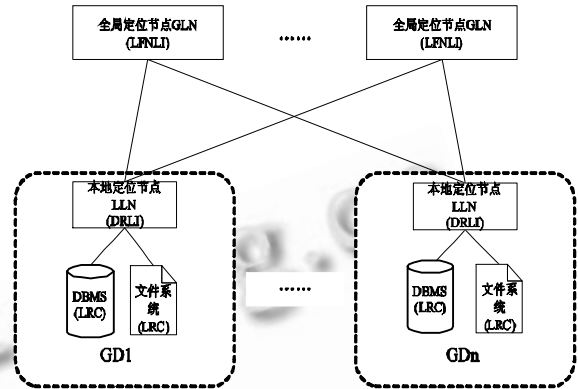 全局定位节点GLN
(LFNLI)
······
全局定位节点GLN
(LFNLI)
本地定位节点
LLN
(DRLI)
DBMS
(LRC)
文件系
统
(LRC)
GD1
······
本地定位节点
LLN
(DRLI)
DBMS
(LRC)
文件系
统
(LRC)
GDn